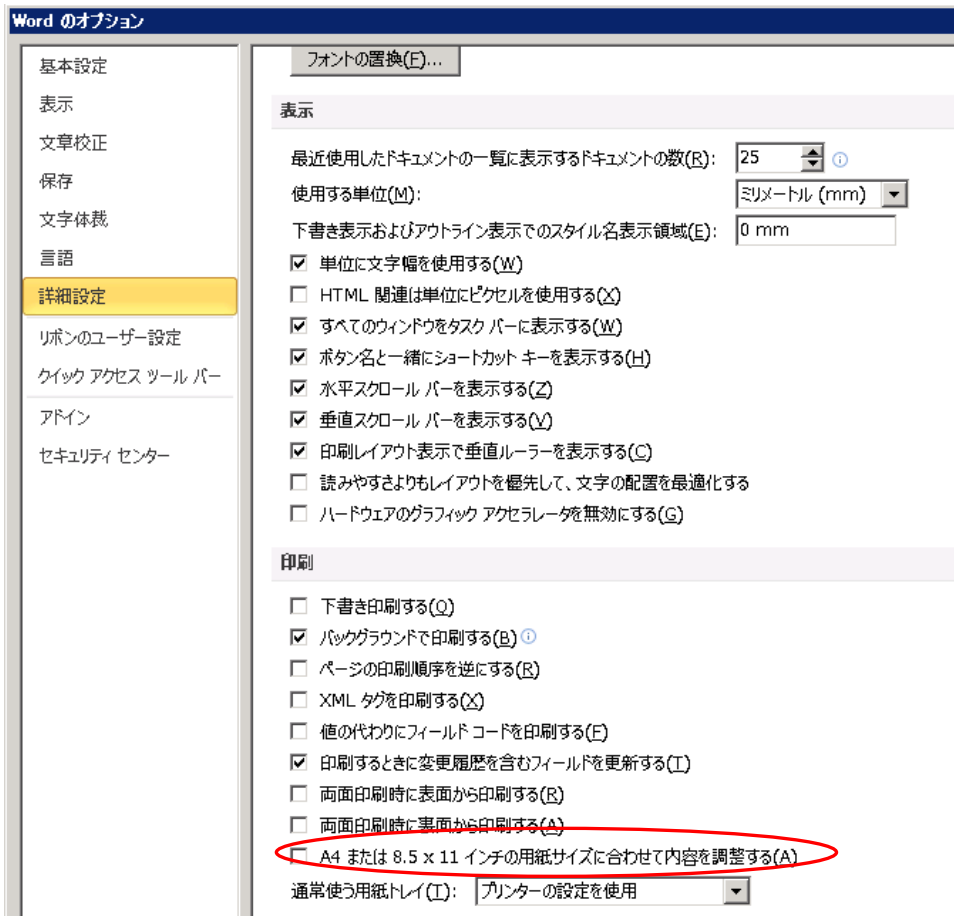 Word のオプション
基本設定
表示
文章校正
保存
文字体裁
言語
詳細設定
リボンのユーザー設定
クイック アクセス ツール バー
アドイン
セキュリティ センター
フォントの置換(F)...
表示
最近使用したドキュメントの一覧に表示するドキュメントの数(R): 25
使用する単位(M): ミリメートル (mm)
下書き表示およびアウトライン表示でのスタイル名表示領域(E): 0 mm
単位に文字幅を使用する(W)
HTML 関連は単位にピクセルを使用する(X)
すべてのウィンドウをタスク バーに表示する(W)
ボタン名と一緒にショートカット キーを表示する(H)
水平スクロール バーを表示する(Z)
垂直スクロール バーを表示する(V)
印刷レイアウト表示で垂直ルーラーを表示する(C)
読みやすさよりもレイアウトを優先して、文字の配置を最適化する
ハードウェアのグラフィック アクセラレータを無効にする(G)
印刷
下書き印刷する(Q)
バックグラウンドで印刷する(B)
ページの印刷順序を逆にする(R)
XML タグを印刷する(X)
値の代わりにフィールド コードを印刷する(F)
印刷するときに変更履歴を含むフィールドを更新する(T)
両面印刷時に表面から印刷する(R)
両面印刷時に裏面から印刷する(A)
A4 または 8.5 x 11 インチの用紙サイズに合わせて内容を調整する(A)
通常使う用紙トレイ(T): プリンターの設定を使用